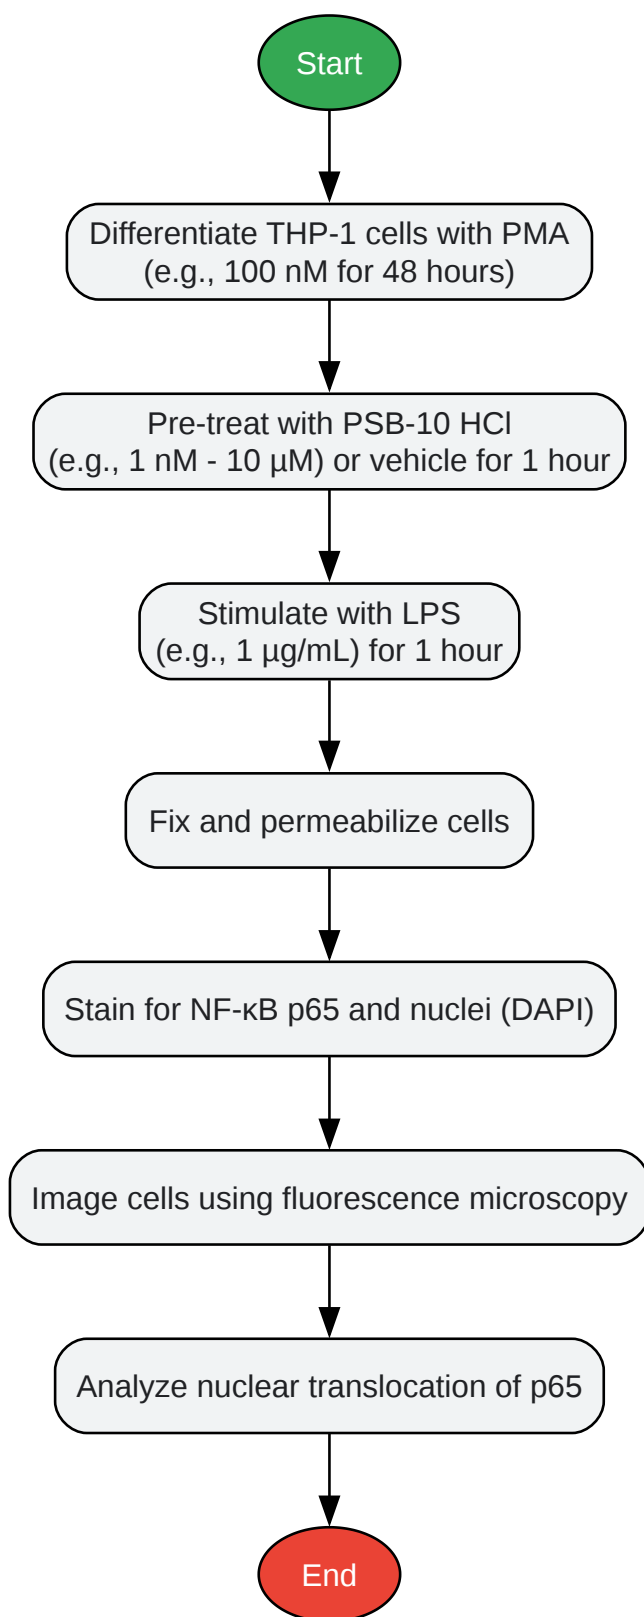 Start
Differentiate THP-1 cells with PMA
(e.g., 100 nM for 48 hours)
Pre-treat with PSB-10 HCl
(e.g., 1 nM - 10 µM) or vehicle for 1 hour
Stimulate with LPS
(e.g., 1 µg/mL) for 1 hour
Fix and permeabilize cells
Stain for NF-κB p65 and nuclei (DAPI)
Image cells using fluorescence microscopy
Analyze nuclear translocation of p65
End